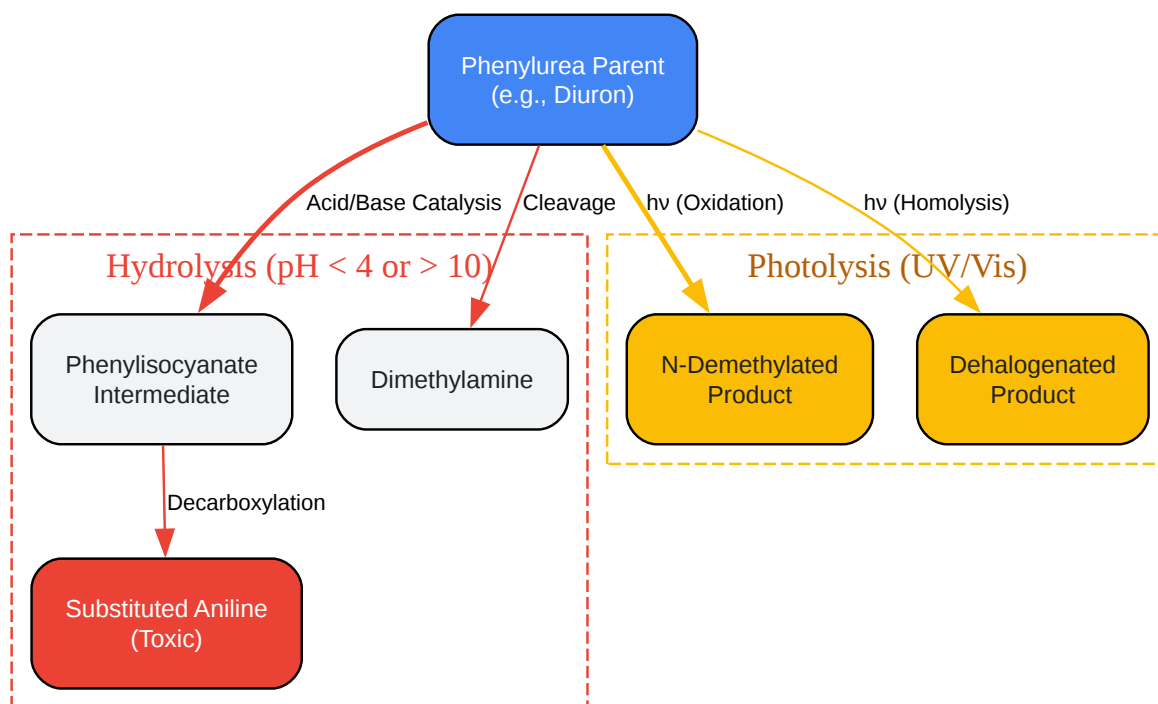 Phenylurea Parent
(e.g., Diuron)
Acid/Base Catalysis
Cleavage
hν (Oxidation)
hν (Homolysis)
Hydrolysis (pH < 4 or > 10)
Photolysis (UV/Vis)
Phenylisocyanate
Intermediate
Dimethylamine
N-Demethylated
Product
Dehalogenated
Product
Decarboxylation
Substituted Aniline
(Toxic)